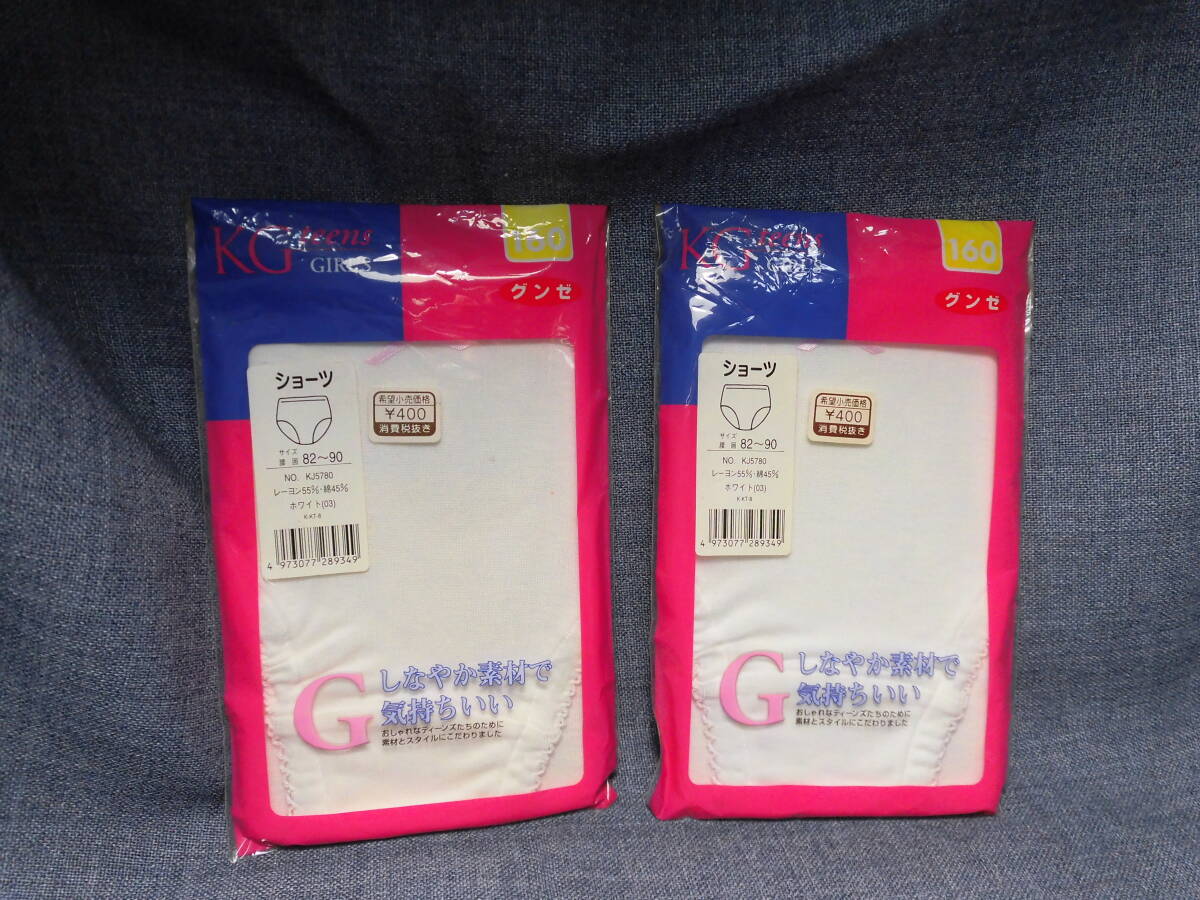 KG teens
GIRLS
160
グンゼ
ショーツ
サイズ
腰囲 82～90
NO. KJ5780
レーヨン55%・綿45%
ホワイト(03)
K-KT-8
4 973077 289349
希望小売価格
¥400
消費税抜き
G しなやか素材で
気持ちいい
おしゃれなティーンズたちのために
素材とスタイルにこだわりました
KG teens
GIRLS
160
グンゼ
ショーツ
サイズ
腰囲 82～90
NO. KJ5780
レーヨン55%・綿45%
ホワイト(03)
K-KT-8
4 973077 289349
希望小売価格
¥400
消費税抜き
G しなやか素材で
気持ちいい
おしゃれなティーンズたちのために
素材とスタイルにこだわりました